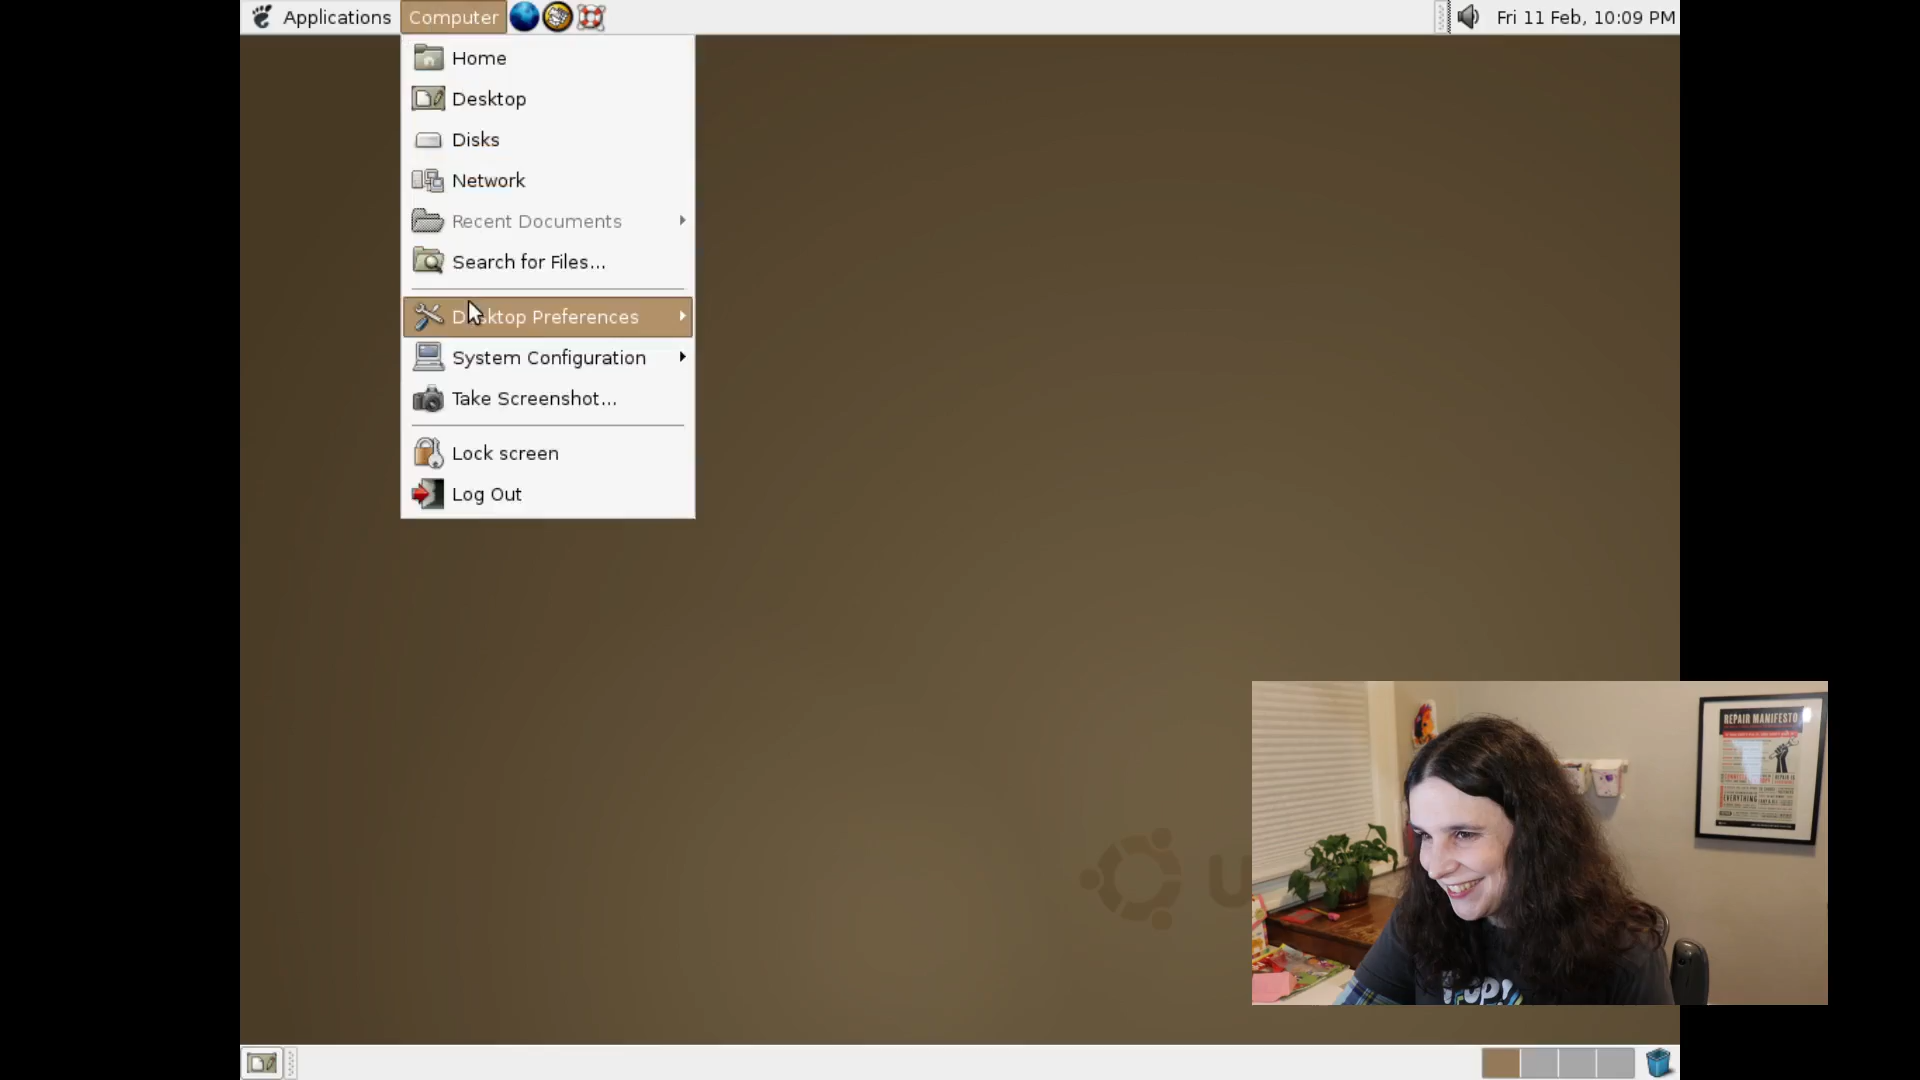 Applications Computer Fri 11 Feb, 10:09 PM
Home
Desktop
Disks
Network
Recent Documents
Search for Files...
Desktop Preferences
System Configuration
Take Screenshot...
Lock screen
Log Out
REPAIR MANIFESTO
EVERYTHING